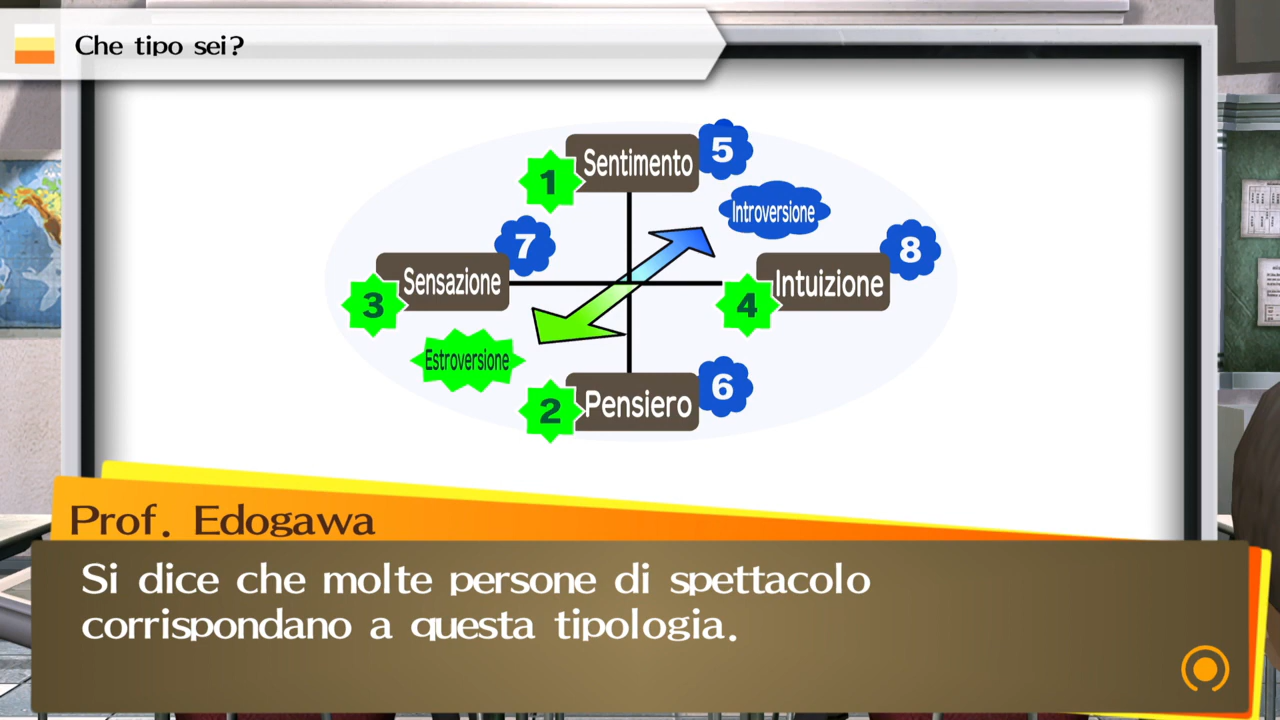 Che tipo sei?
Sentimento
5
1
Introversione
7
8
Sensazione
Intuizione
3
4
Estroversione
6
2
Pensiero
Prof. Edogawa
Si dice che molte persone di spettacolo
corrispondano a questa tipologia.